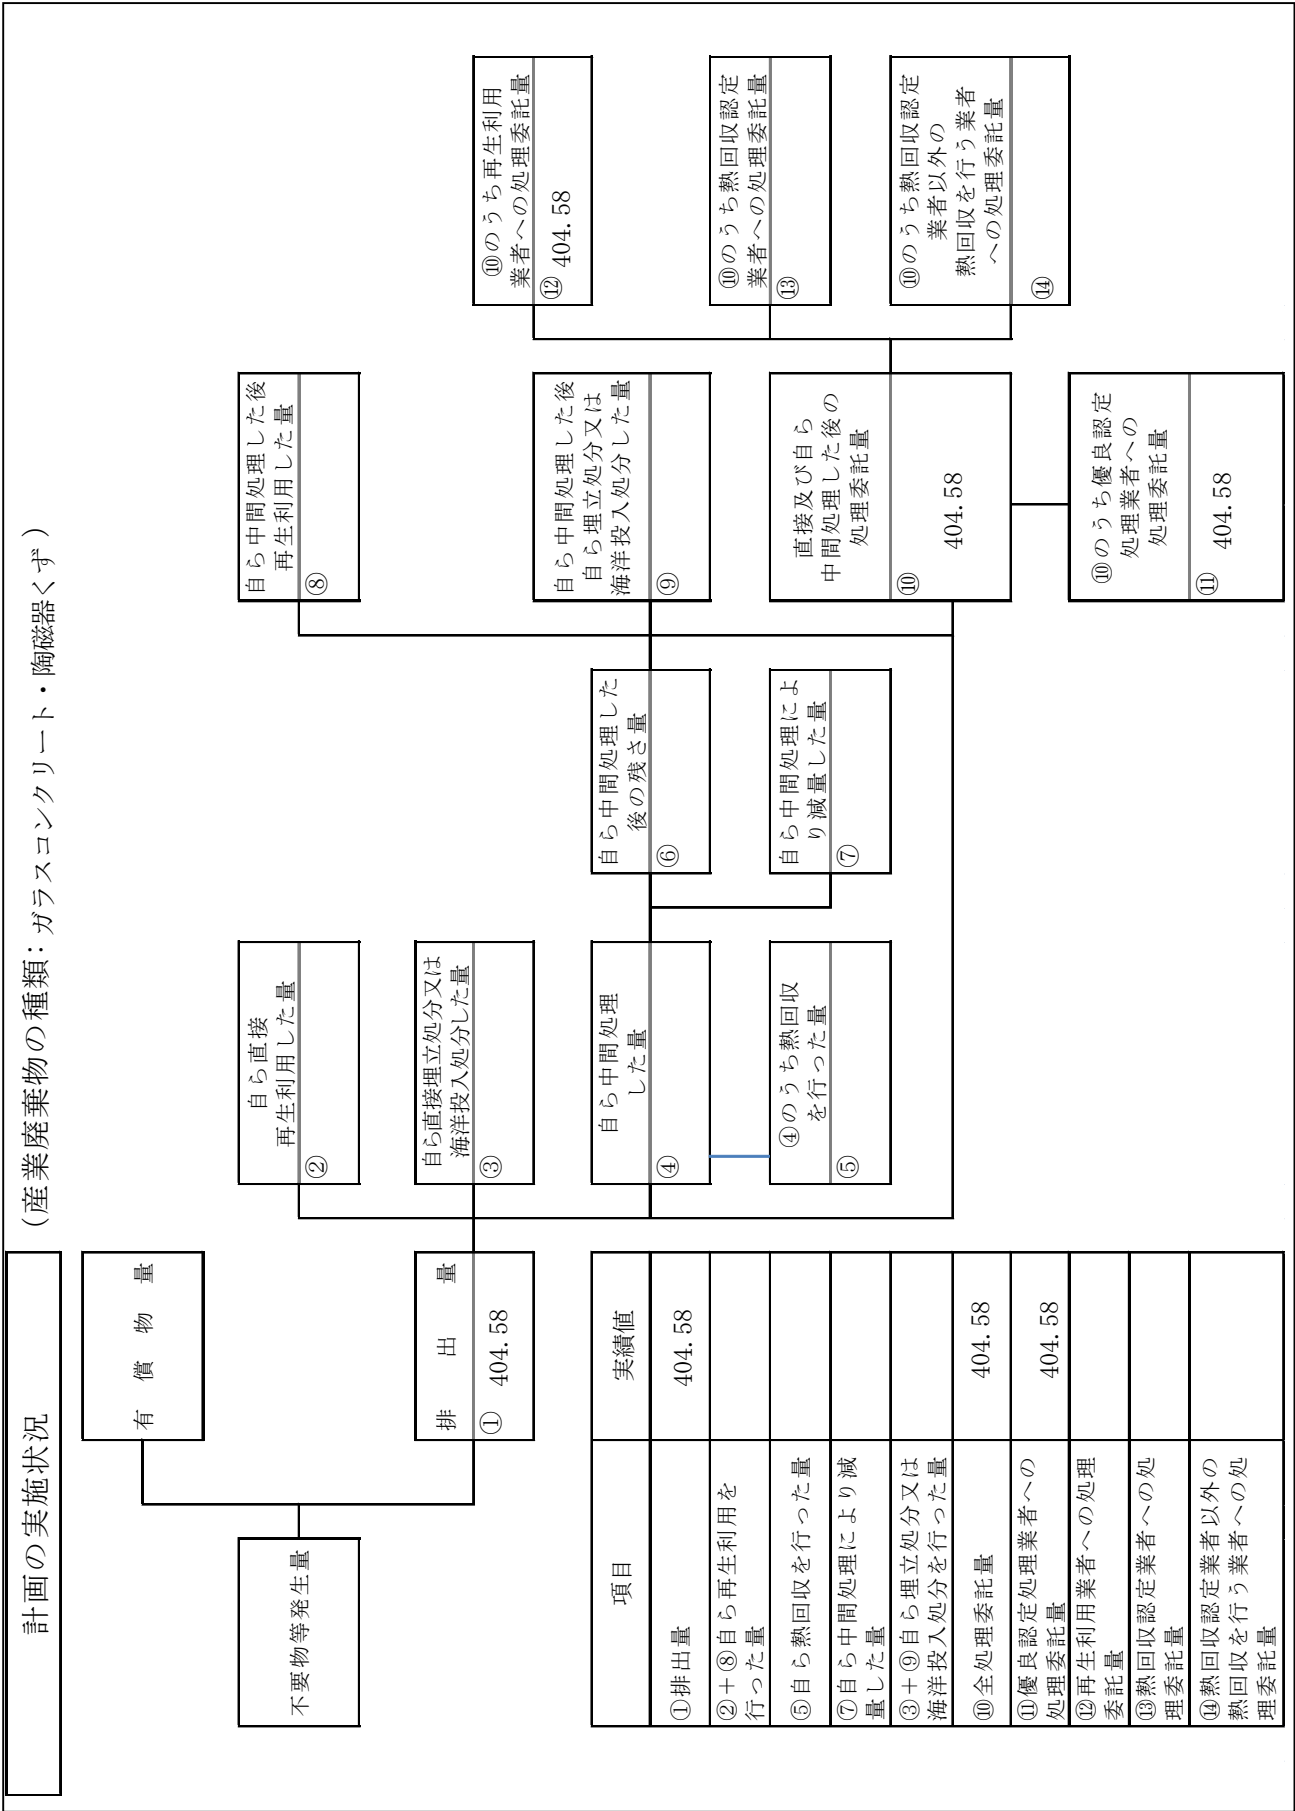 計画の実施状況
(産業廃棄物の種類：ガラスコンクリート・陶磁器くず)
有償物量
不要物等発生量
排出量
① 404.58
自ら直接
再生利用した量
②
自ら直接埋立処分又は
海洋投入処分した量
③
自ら中間処理
した量
④
④のうち熱回収
を行った量
⑤
自ら中間処理した
後の残さ量
⑥
自ら中間処理によ
り減量した量
⑦
自ら中間処理した後
再生利用した量
⑧
自ら中間処理した後
自ら埋立処分又は
海洋投入処分した量
⑨
直接及び自ら
中間処理した後の
処理委託量
⑩
404.58
⑩のうち優良認定
処理業者への
処理委託量
⑪ 404.58
⑩のうち再生利用
業者への処理委託量
⑫ 404.58
⑩のうち熱回収認定
業者への処理委託量
⑬
⑩のうち熱回収認定
業者以外の
熱回収を行う業者
への処理委託量
⑭
項目 実績値
①排出量 404.58
②＋⑧自ら再生利用を
行った量
⑤自ら熱回収を行った量
⑦自ら中間処理により減
量した量
③＋⑨自ら埋立処分又は
海洋投入処分を行った量
⑩全処理委託量 404.58
⑪優良認定処理業者への
処理委託量 404.58
⑫再生利用業者への処理
委託量
⑬熱回収認定業者への処
理委託量
⑭熱回収認定業者以外の
熱回収を行う業者への処
理委託量